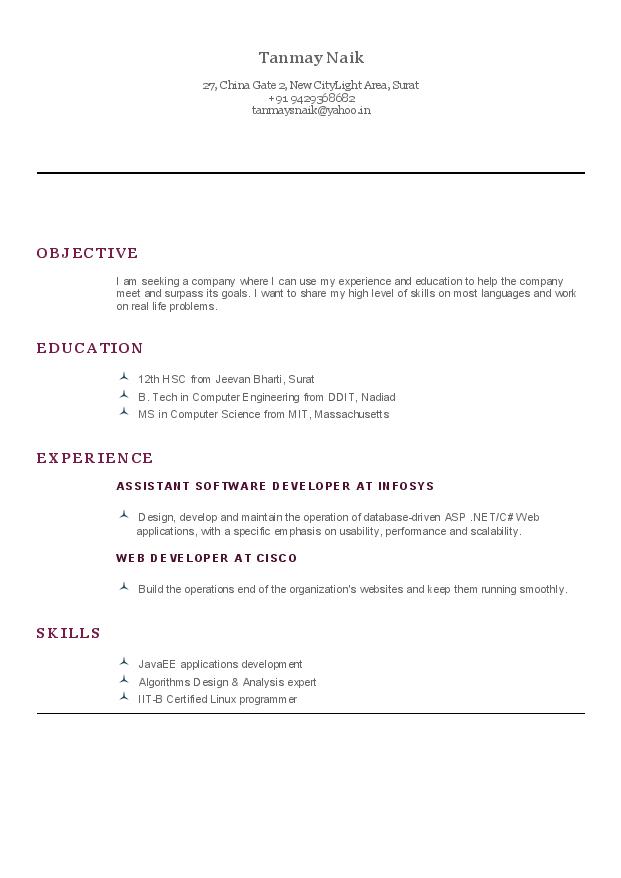 Tanmay Naik
27, China Gate 2, New CityLight Area, Surat
+91 9429368682
tanmaysnaik@yahoo.in
OBJECTIVE
I am seeking a company where I can use my experience and education to help the company
meet and surpass its goals. I want to share my high level of skills on most languages and work
on real life problems.
EDUCATION
12th HSC from Jeevan Bharti, Surat
B. Tech in Computer Engineering from DDIT, Nadiad
MS in Computer Science from MIT, Massachusetts
EXPERIENCE
ASSISTANT SOFTWARE DEVELOPER AT INFOSYS
Design, develop and maintain the operation of database-driven ASP .NET/C# Web
applications, with a specific emphasis on usability, performance and scalability.
WEB DEVELOPER AT CISCO
Build the operations end of the organization's websites and keep them running smoothly.
SKILLS
JavaEE applications development
Algorithms Design & Analysis expert
IIT-B Certified Linux programmer